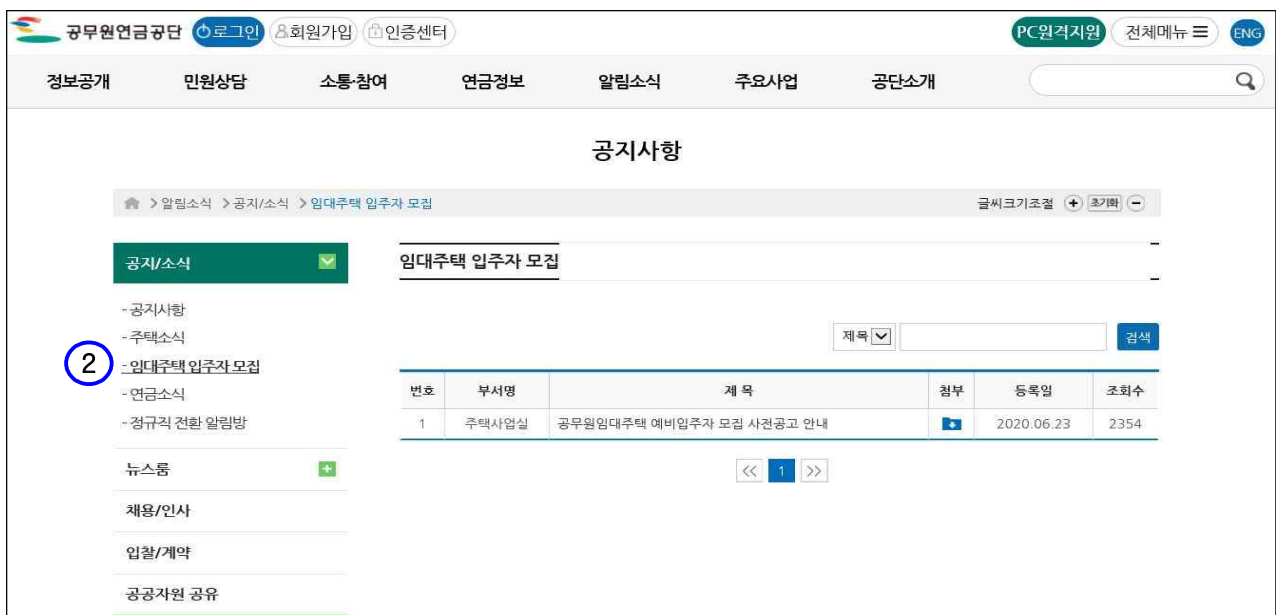 공무원연금공단 로그인 회원가입 인증센터 PC원격지원 전체메뉴 ENG
정보공개 민원상담 소통·참여 연금정보 알림소식 주요사업 공단소개
공지사항
>알림소식 >공지/소식 >임대주택 입주자 모집 글씨크기조절 + 초기화 -
공지/소식
임대주택 입주자 모집
-공지사항
-주택소식
제목 검색
2 -임대주택 입주자 모집
-연금소식
-정규직 전환 알림방
번호 부서명 제 목 첨부 등록일 조회수
1 주택사업실 공무원임대주택 예비입주자 모집 사전공고 안내 2020.06.23 2354
<< 1 >>
뉴스룸 +
채용/인사
입찰/계약
공공자원 공유